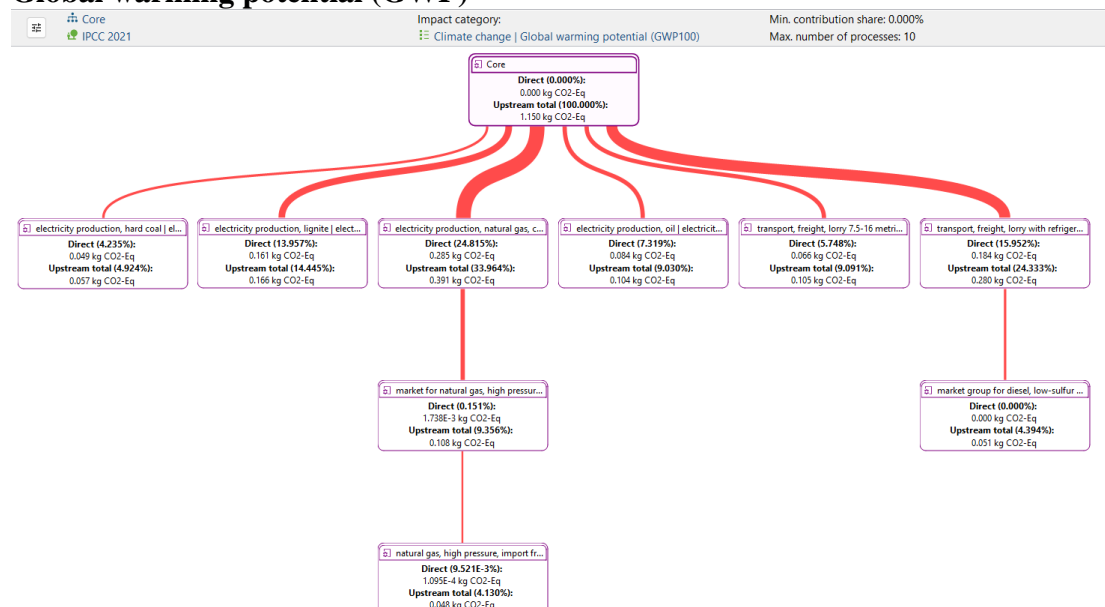 Global warming potential (GWP)
Core
IPCC 2021
Impact category:
Climate change | Global warming potential (GWP100)
Min. contribution share: 0.000%
Max. number of processes: 10
Core
Direct (0.000%):
0.000 kg CO2-Eq
Upstream total (100.000%):
1.150 kg CO2-Eq
electricity production, hard coal | el...
Direct (4.235%):
0.049 kg CO2-Eq
Upstream total (4.924%):
0.057 kg CO2-Eq
electricity production, lignite | elect...
Direct (13.957%):
0.161 kg CO2-Eq
Upstream total (14.445%):
0.166 kg CO2-Eq
electricity production, natural gas, c...
Direct (24.815%):
0.285 kg CO2-Eq
Upstream total (33.964%):
0.391 kg CO2-Eq
electricity production, oil | electricit...
Direct (7.319%):
0.084 kg CO2-Eq
Upstream total (9.030%):
0.104 kg CO2-Eq
transport, freight, lorry 7.5-16 metri...
Direct (5.748%):
0.066 kg CO2-Eq
Upstream total (9.091%):
0.105 kg CO2-Eq
transport, freight, lorry with refriger...
Direct (15.952%):
0.184 kg CO2-Eq
Upstream total (24.333%):
0.280 kg CO2-Eq
market for natural gas, high pressur...
Direct (0.151%):
1.738E-3 kg CO2-Eq
Upstream total (9.356%):
0.108 kg CO2-Eq
market group for diesel, low-sulfur ...
Direct (0.000%):
0.000 kg CO2-Eq
Upstream total (4.394%):
0.051 kg CO2-Eq
natural gas, high pressure, import fr...
Direct (9.521E-3%):
1.095E-4 kg CO2-Eq
Upstream total (4.130%):
0.048 kg CO2-Eq